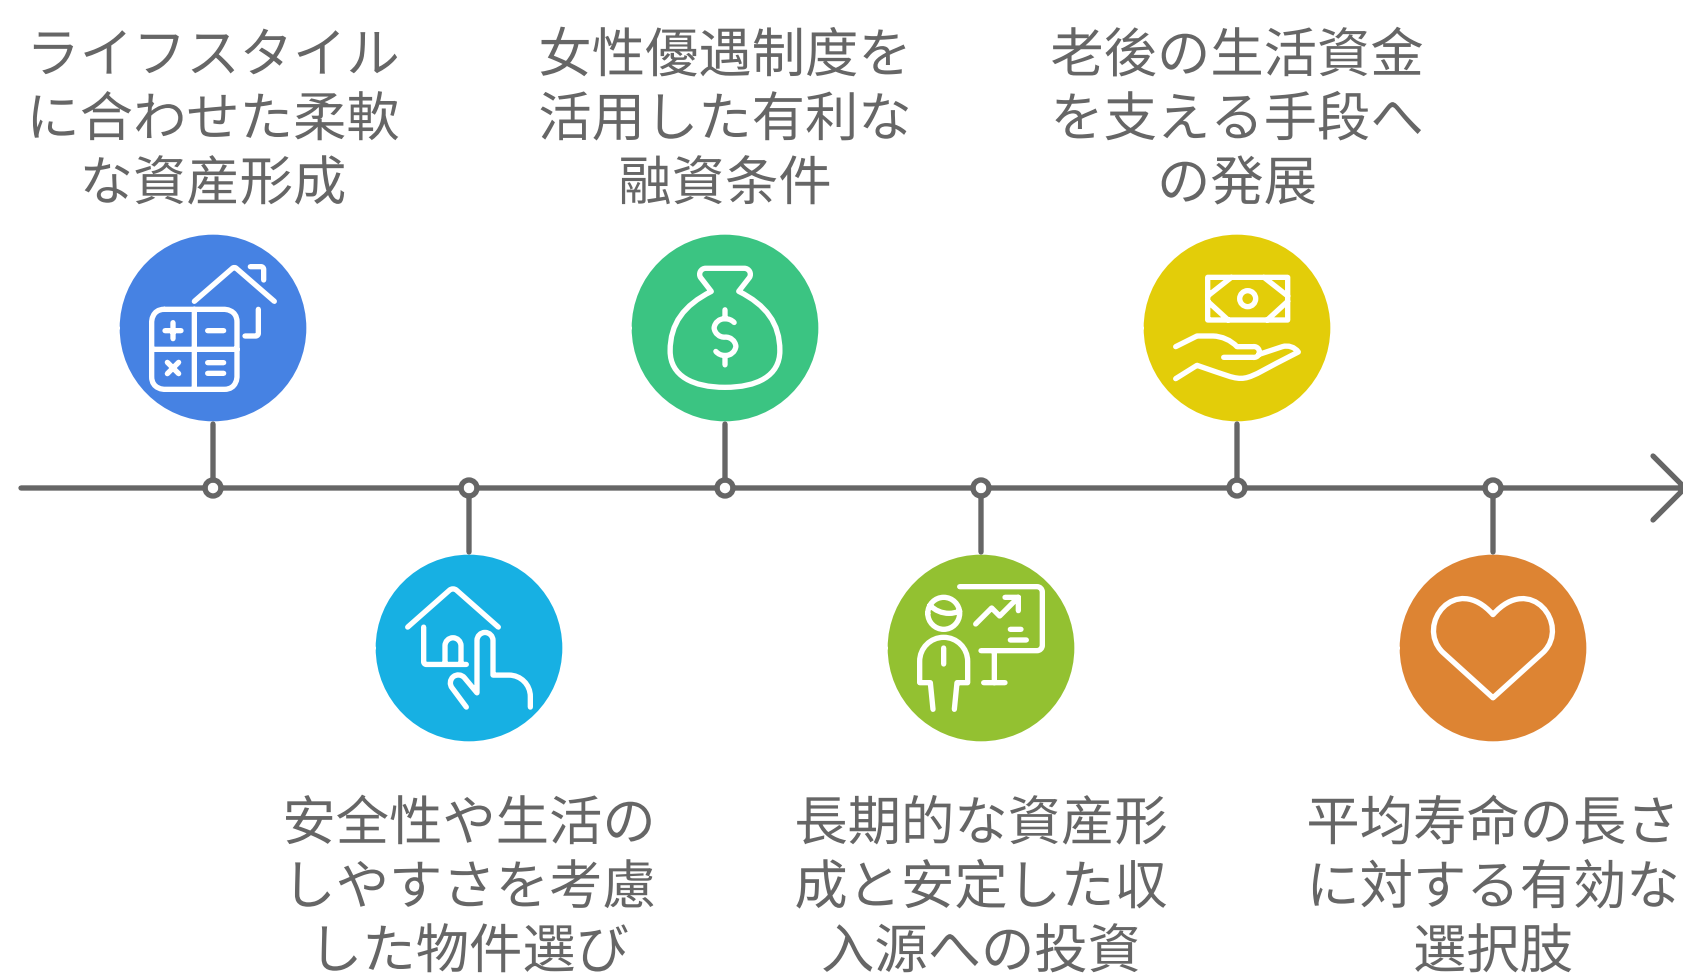 ライフスタイル
に合わせた柔軟
な資産形成
女性優遇制度を
活用した有利な
融資条件
老後の生活資金
を支える手段へ
の発展
安全性や生活の
しやすさを考慮
した物件選び
長期的な資産形
成と安定した収
入源への投資
平均寿命の長さ
に対する有効な
選択肢